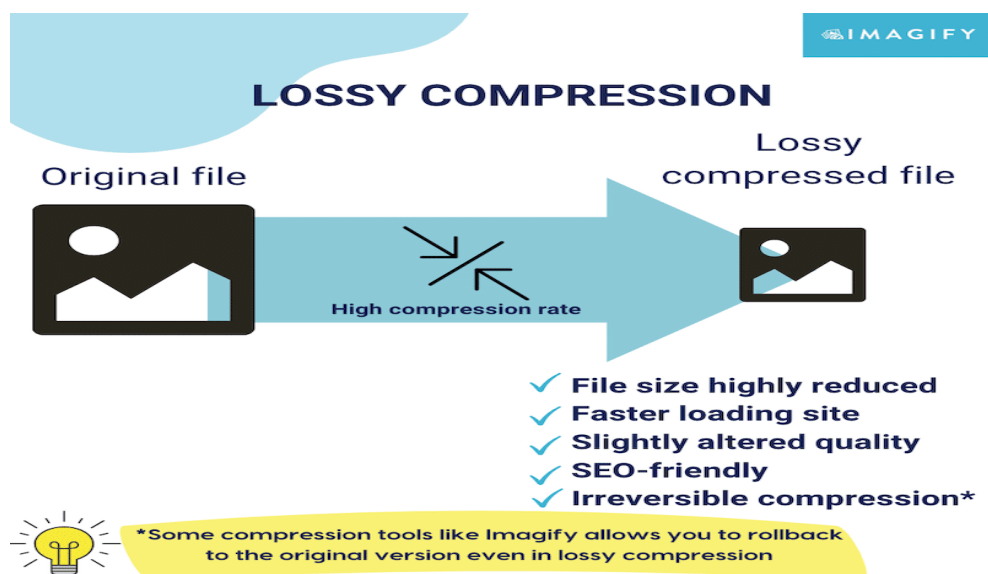 IMAGIFY
LOSSY COMPRESSION
Original file
Lossy
compressed file
High compression rate
File size highly reduced
Faster loading site
Slightly altered quality
SEO-friendly
Irreversible compression*
*Some compression tools like Imagify allows you to rollback
to the original version even in lossy compression